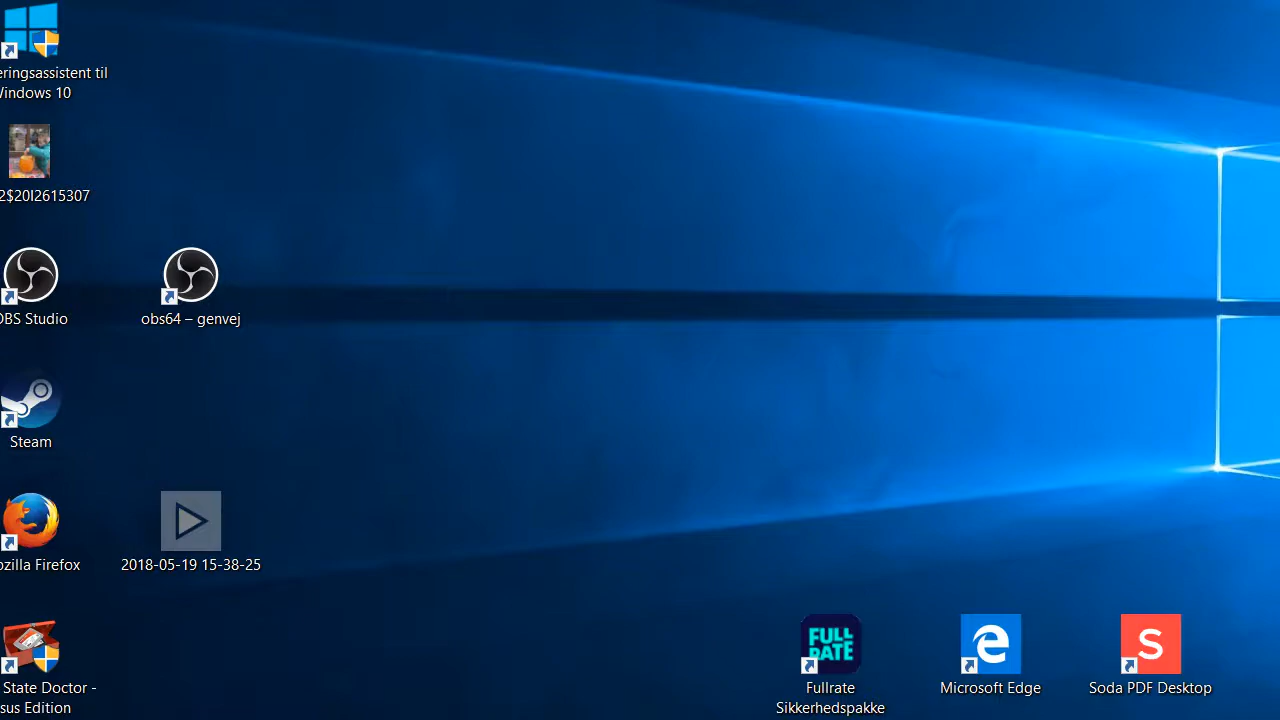 eringsassistent til
Windows 10
2$20I2615307
OBS Studio
obs64 – genvej
Steam
ozilla Firefox
2018-05-19 15-38-25
State Doctor -
sus Edition
FULL
RATE
Fullrate
Sikkerhedspakke
Microsoft Edge
S
Soda PDF Desktop